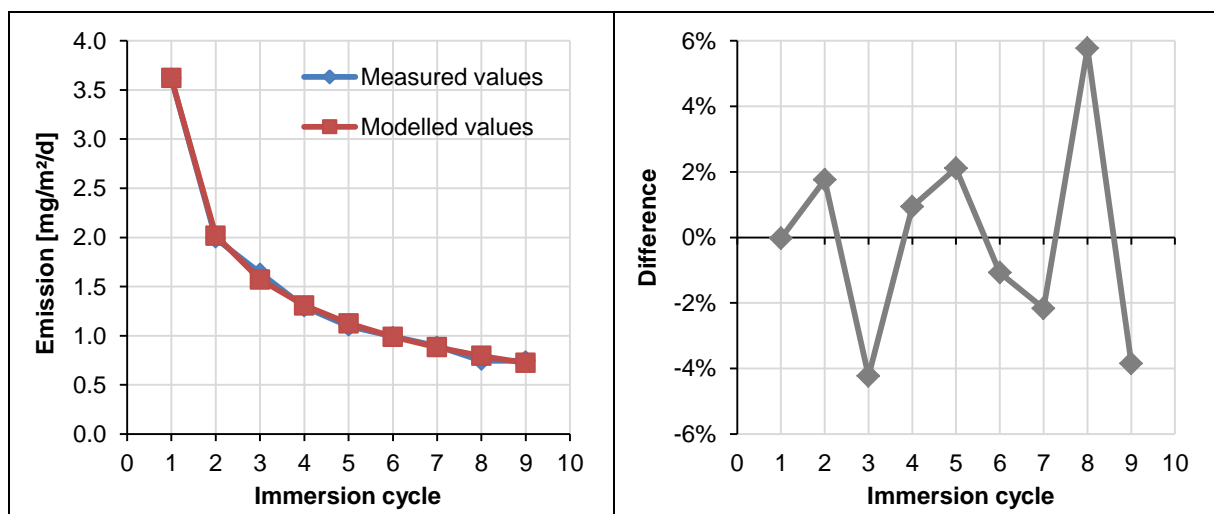 4.0
3.5
3.0
2.5
2.0
1.5
1.0
0.5
0.0
Emission [mg/m²/d]
Measured values
Modelled values
0 1 2 3 4 5 6 7 8 9 10
Immersion cycle
6%
4%
2%
0%
-2%
-4%
-6%
Difference
0 1 2 3 4 5 6 7 8 9 10
Immersion cycle